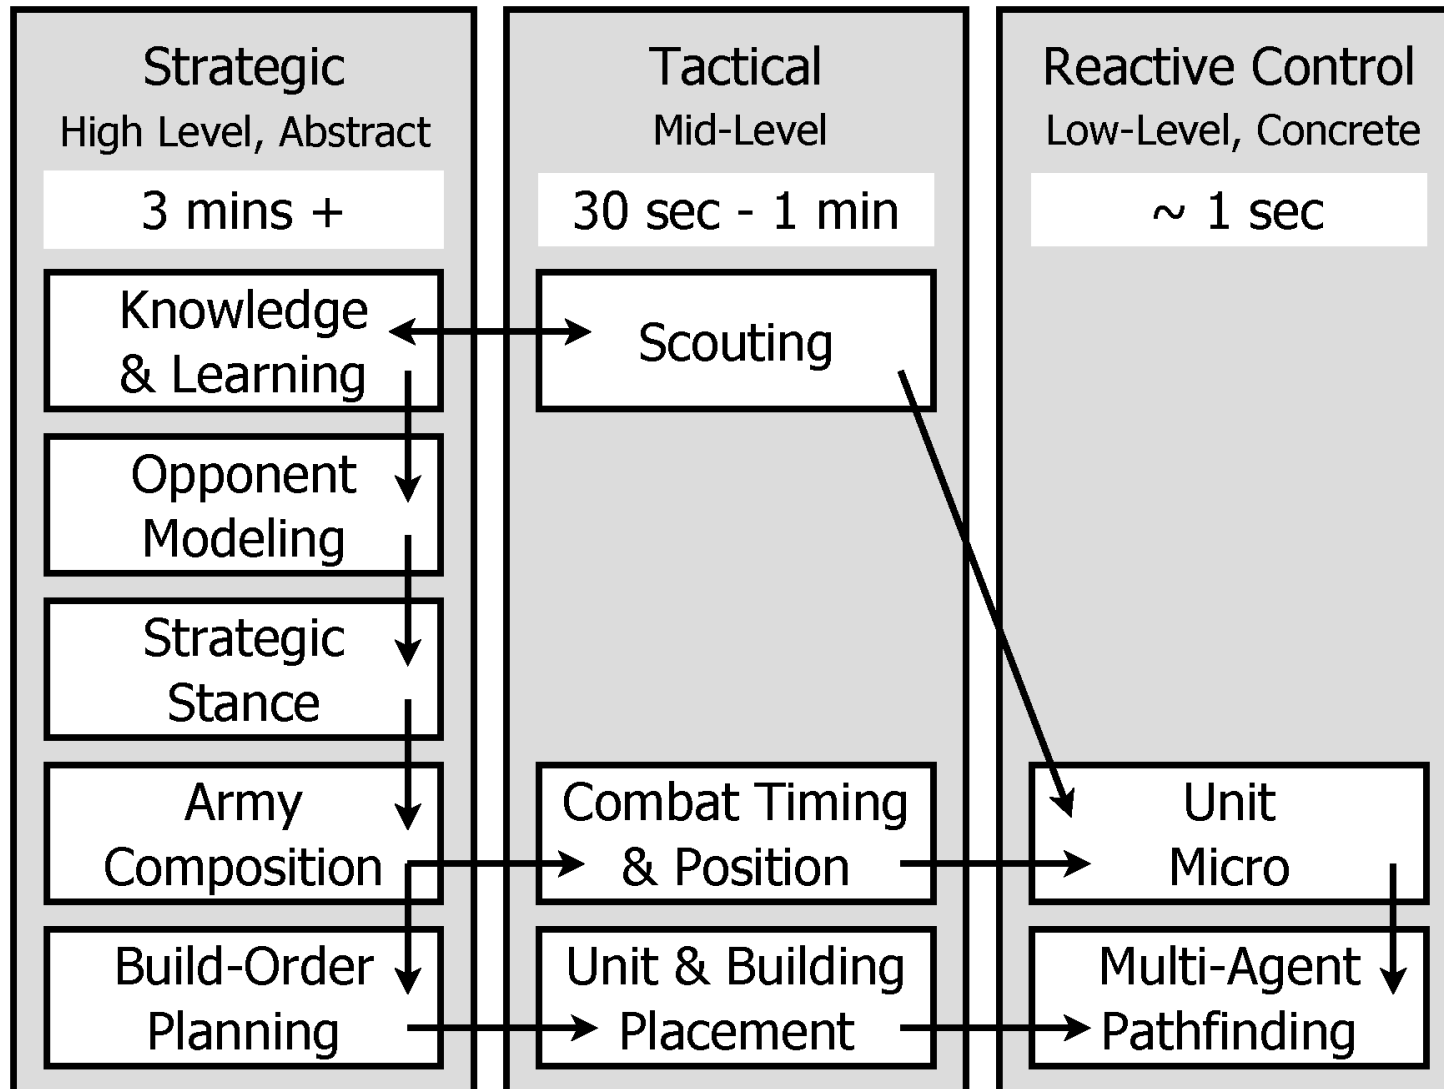 Strategic
High Level, Abstract
3 mins +
Knowledge
& Learning
Opponent
Modeling
Strategic
Stance
Army
Composition
Build-Order
Planning
Tactical
Mid-Level
30 sec - 1 min
Scouting
Combat Timing
& Position
Unit & Building
Placement
Reactive Control
Low-Level, Concrete
~ 1 sec
Unit
Micro
Multi-Agent
Pathfinding